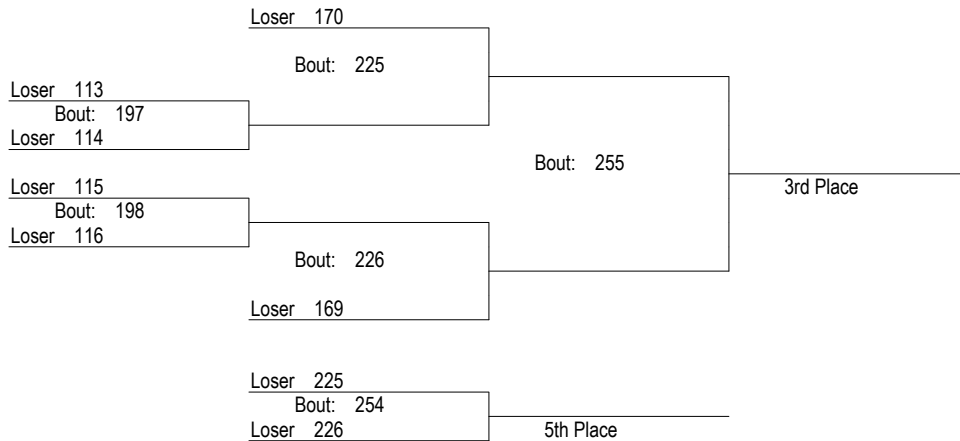 Loser 170
Bout: 225
Loser 113
Bout: 197
Loser 114
Bout: 255
Loser 115
3rd Place
Bout: 198
Loser 116
Bout: 226
Loser 169
Loser 225
Bout: 254
Loser 226
5th Place